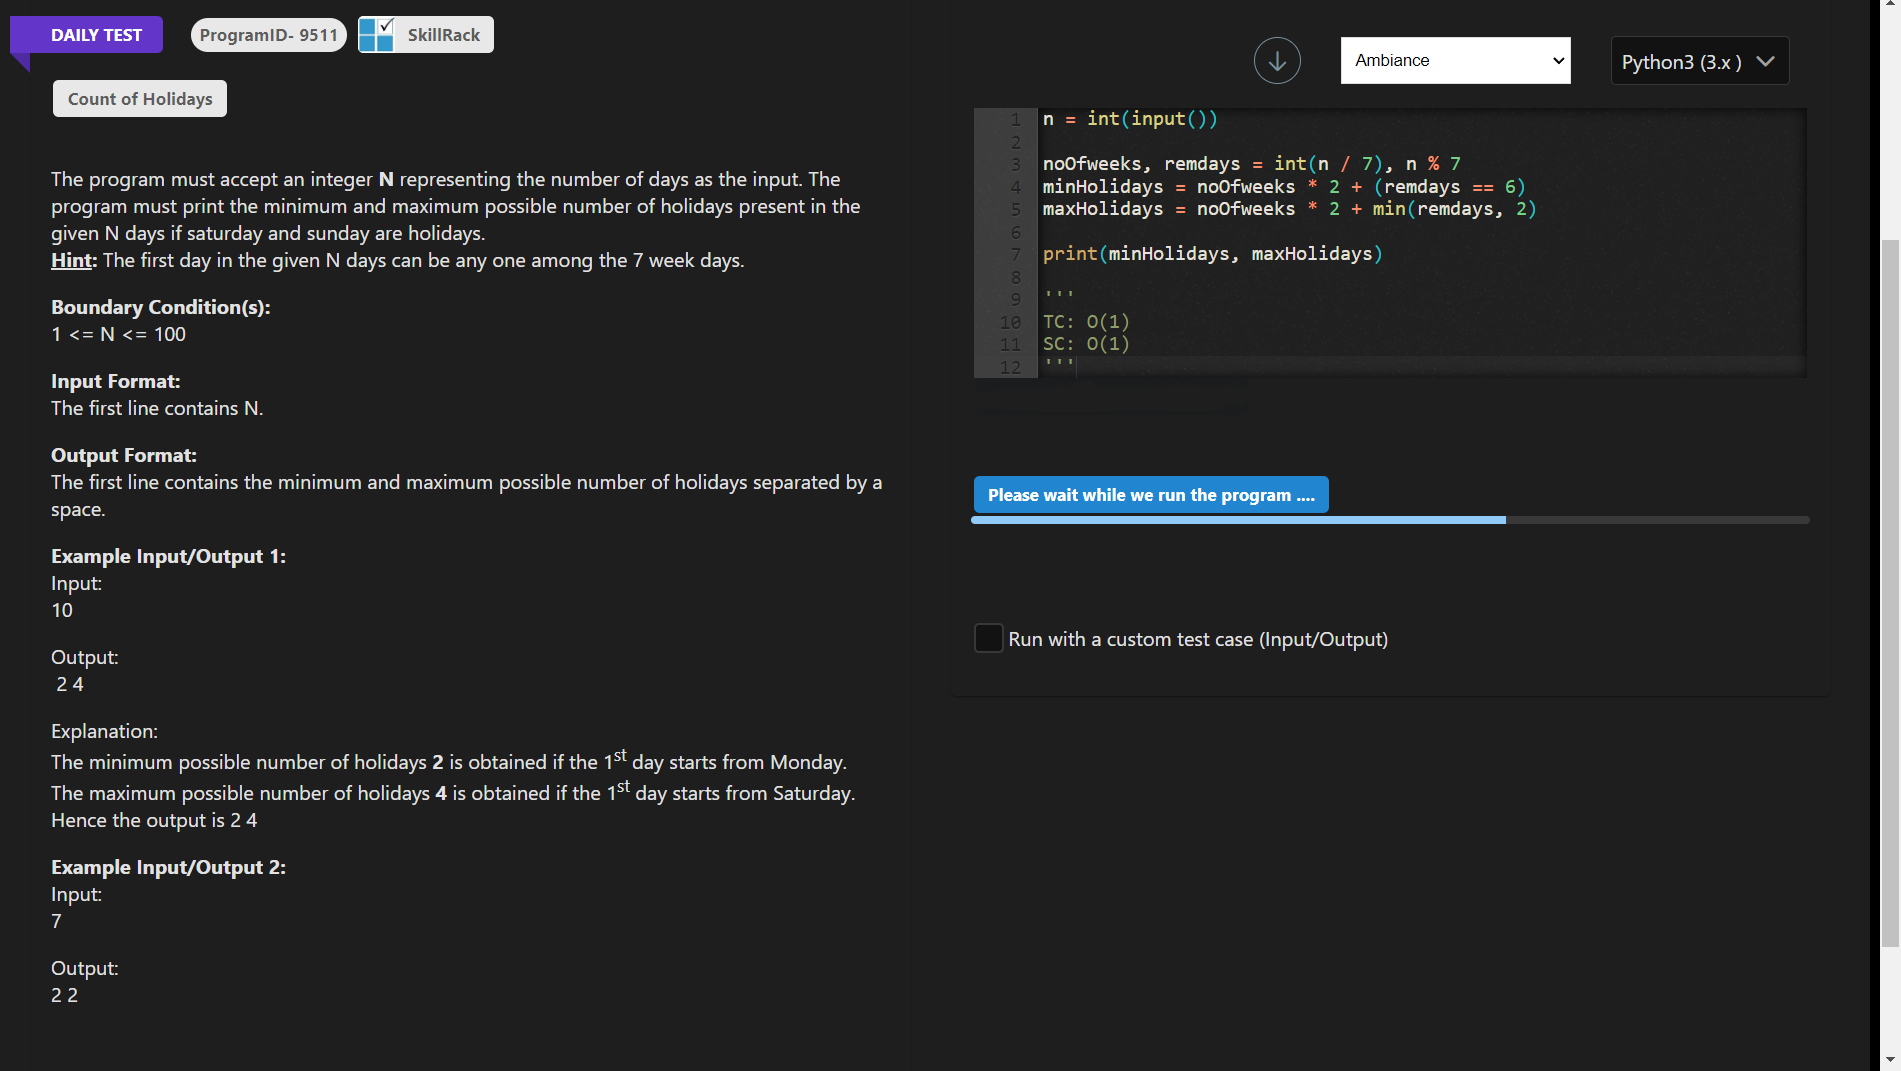 DAILY TEST
ProgramID- 9511
SkillRack
Count of Holidays
The program must accept an integer N representing the number of days as the input. The
program must print the minimum and maximum possible number of holidays present in the
given N days if saturday and sunday are holidays.
Hint: The first day in the given N days can be any one among the 7 week days.
Boundary Condition(s):
1 <= N <= 100
Input Format:
The first line contains N.
Output Format:
The first line contains the minimum and maximum possible number of holidays separated by a
space.
Example Input/Output 1:
Input:
10
Output:
2 4
Explanation:
The minimum possible number of holidays 2 is obtained if the 1st day starts from Monday.
The maximum possible number of holidays 4 is obtained if the 1st day starts from Saturday.
Hence the output is 2 4
Example Input/Output 2:
Input:
7
Output:
2 2
Ambiance
Python3 (3.x )
1 n = int(input())
2
3 noOfweeks, remdays = int(n / 7), n % 7
4 minHolidays = noOfweeks * 2 + (remdays == 6)
5 maxHolidays = noOfweeks * 2 + min(remdays, 2)
6
7 print(minHolidays, maxHolidays)
8
9 '''
10 TC: O(1)
11 SC: O(1)
12 '''
Please wait while we run the program ....
Run with a custom test case (Input/Output)